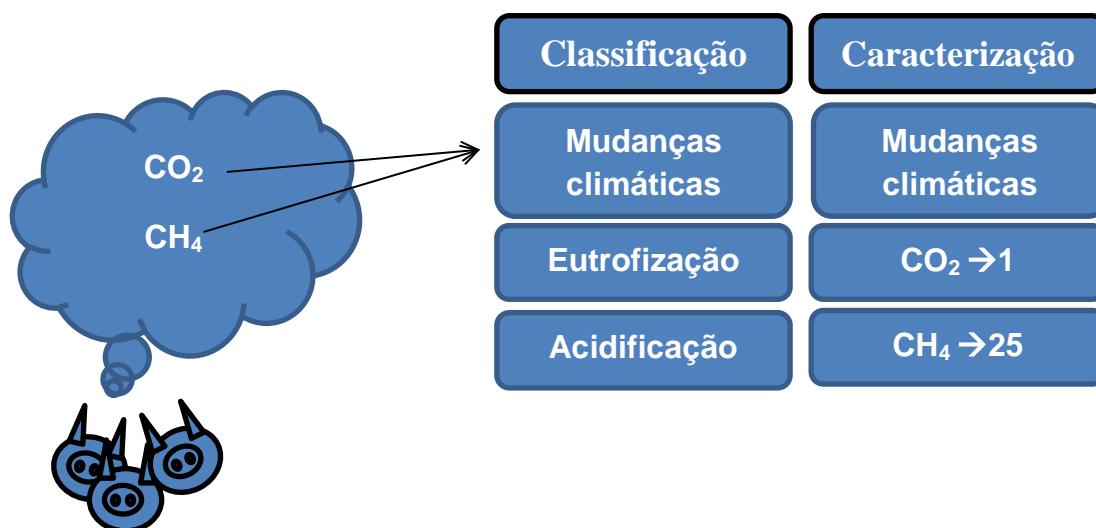 CO₂
CH₄
Classificação
Mudanças
climáticas
Eutrofização
Acidificação
Caracterização
Mudanças
climáticas
CO₂ →1
CH₄ →25